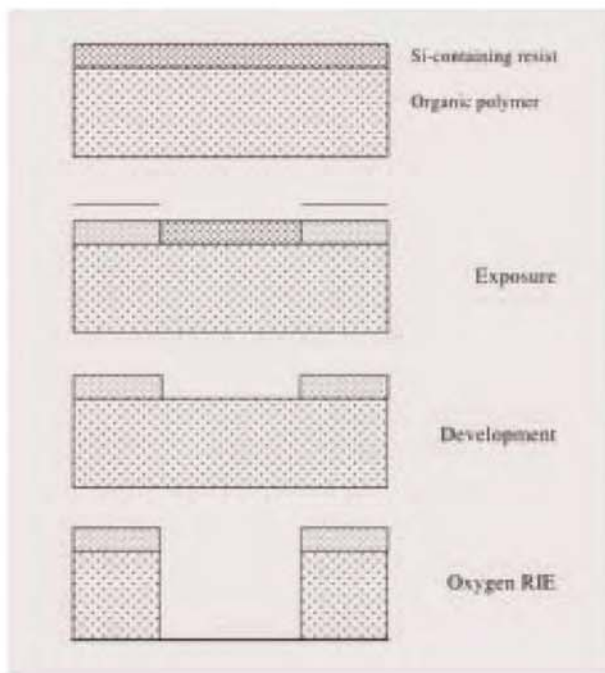 Si-containing resist
Organic polymer
Exposure
Development
Oxygen RIE